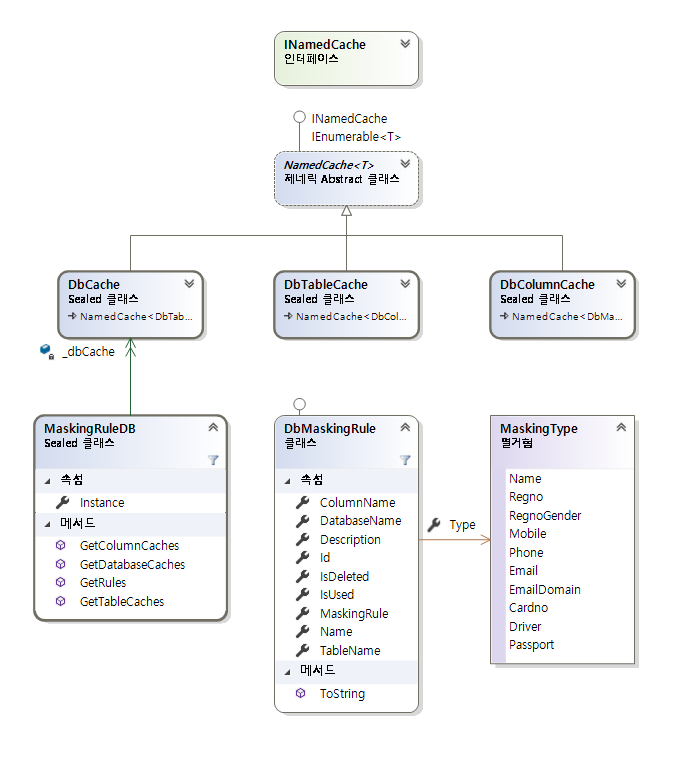 INamedCache
인터페이스
INamedCache
IEnumerable<T>
NamedCache<T>
제네릭 Abstract 클래스
DbCache
Sealed 클래스
NamedCache<DbTab...
DbTableCache
Sealed 클래스
NamedCache<DbCol...
DbColumnCache
Sealed 클래스
NamedCache<DbMa...
_dbCache
MaskingRuleDB
Sealed 클래스
속성
Instance
메서드
GetColumnCaches
GetDatabaseCaches
GetRules
GetTableCaches
DbMaskingRule
클래스
속성
ColumnName
DatabaseName
Description
Id
IsDeleted
IsUsed
MaskingRule
Name
TableName
메서드
ToString
Type
MaskingType
열거형
Name
Regno
RegnoGender
Mobile
Phone
Email
EmailDomain
Cardno
Driver
Passport